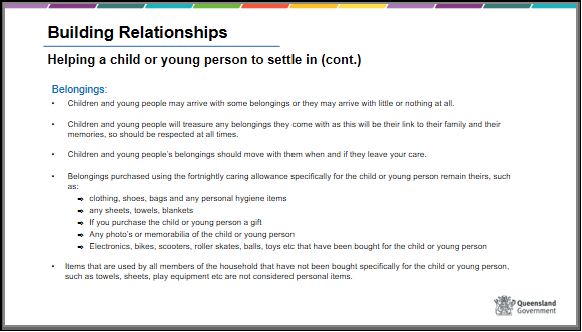 Building Relationships
Helping a child or young person to settle in (cont.)
Belongings:
• Children and young people may arrive with some belongings or they may arrive with little or nothing at all.
• Children and young people will treasure any belongings they come with as this will be their link to their family and their
memories, so should be respected at all times.
• Children and young people's belongings should move with them when and if they leave your care.
• Belongings purchased using the fortnightly caring allowance specifically for the child or young person remain theirs, such
as:
⇒ clothing, shoes, bags and any personal hygiene items
⇒ any sheets, towels, blankets
⇒ If you purchase the child or young person a gift
⇒ Any photo's or memorabilia of the child or young person
⇒ Electronics, bikes, scooters, roller skates, balls, toys etc that have been bought for the child or young person
• Items that are used by all members of the household that have not been bought specifically for the child or young person,
such as towels, sheets, play equipment etc are not considered personal items.
Queensland
Government